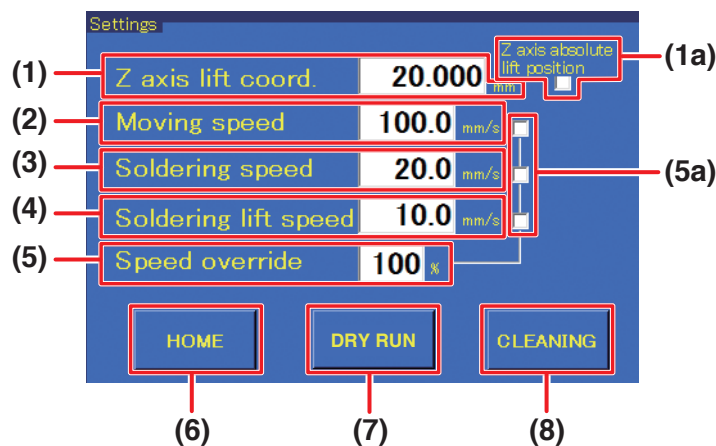 Settings
Z axis absolute
lift position
(1a)
(1) Z axis lift coord. 20.000 mm
(2) Moving speed 100.0 mm/s
(3) Soldering speed 20.0 mm/s
(5a)
(4) Soldering lift speed 10.0 mm/s
(5) Speed override 100 %
HOME DRY RUN CLEANING
(6) (7) (8)